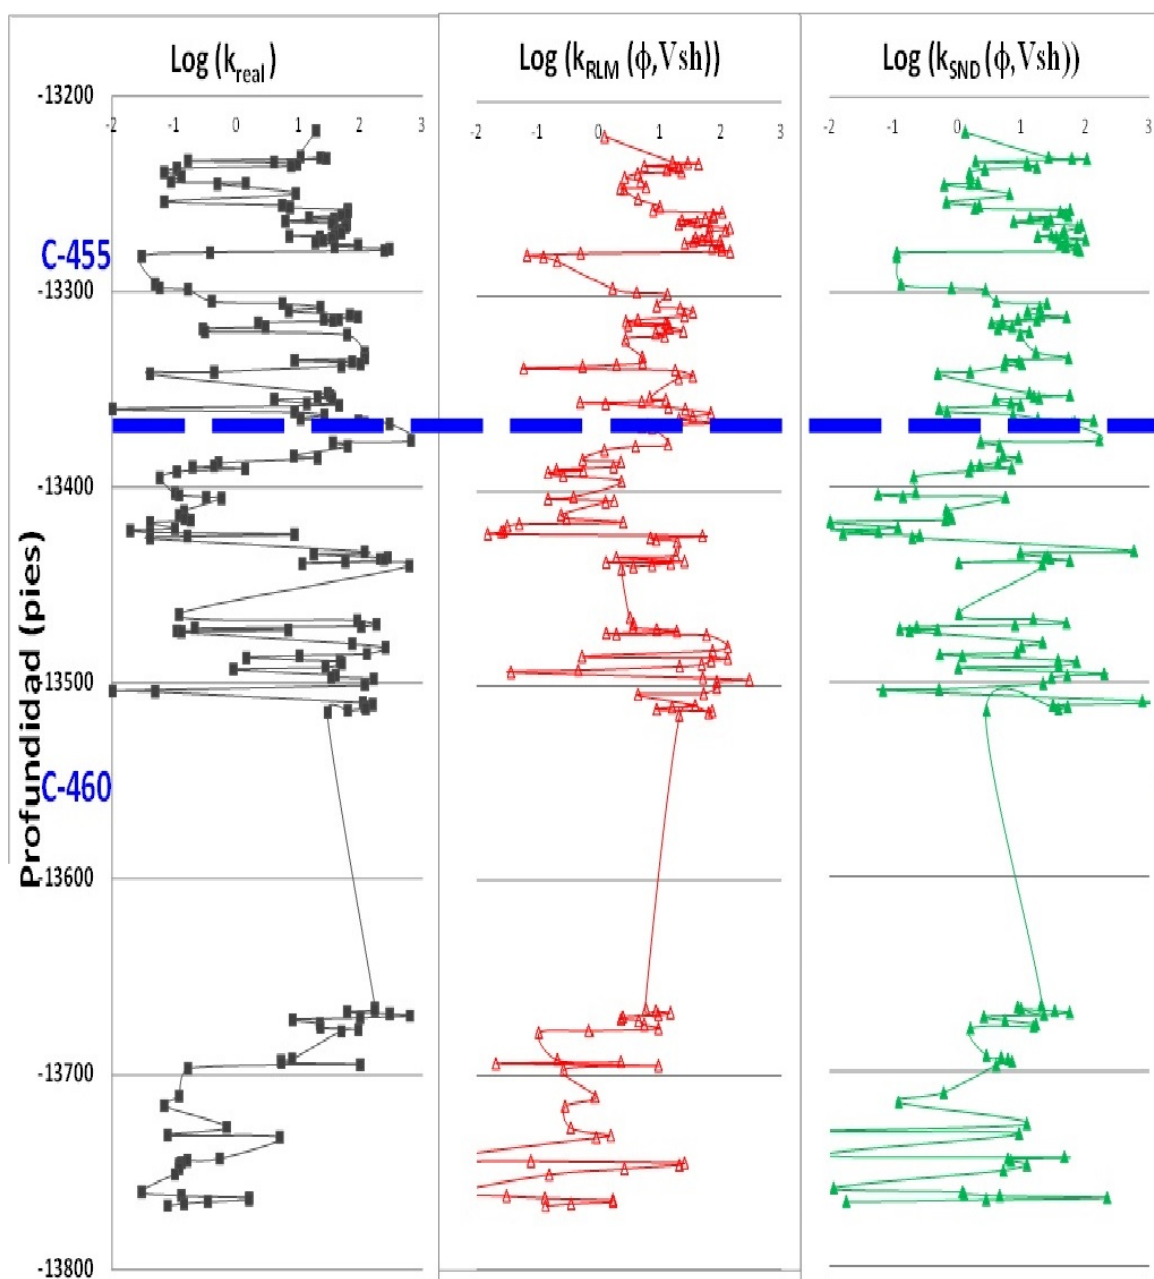 Log (k_real)
Log (k_RLM (ϕ,Vsh))
Log (k_SND (ϕ,Vsh))
-13200
-2 -1 0 1 2 3
-2 -1 0 1 2 3
-2 -1 0 1 2 3
C-455
-13300
-13400
Profundidad (pies)
-13500
C-460
-13600
-13700
-13800